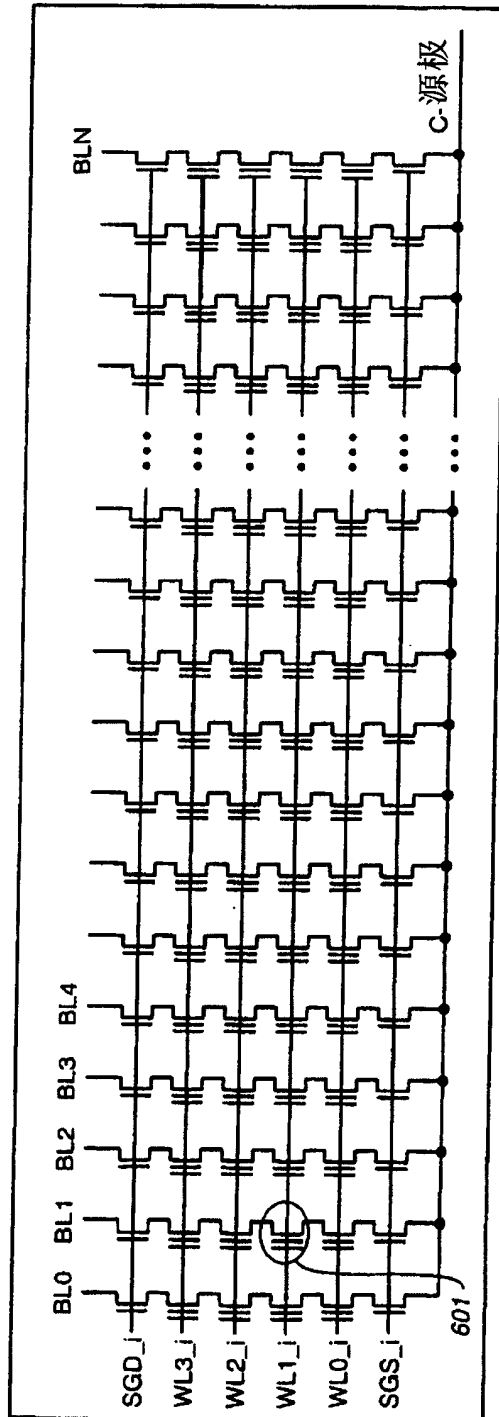 BL0
BL1
BL2
BL3
BL4
BLN
SGD_i
WL3_i
WL2_i
WL1_i
WL0_i
SGS_i
C-源极
601